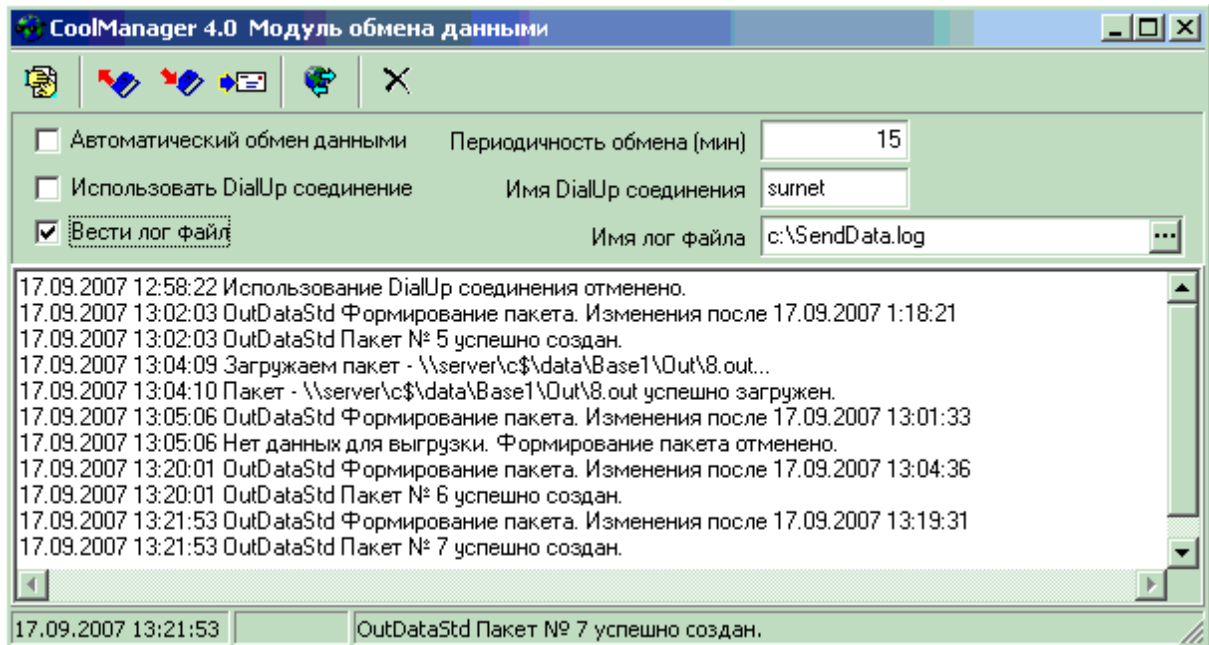 CoolManager 4.0 Модуль обмена данными
Автоматический обмен данными Периодичность обмена (мин) 15
Использовать DialUp соединение Имя DialUp соединения surnet
Вести лог файл Имя лог файла c:\SendData.log ...
17.09.2007 12:58:22 Использование DialUp соединения отменено.
17.09.2007 13:02:03 OutDataStd Формирование пакета. Изменения после 17.09.2007 1:18:21
17.09.2007 13:02:03 OutDataStd Пакет № 5 успешно создан.
17.09.2007 13:04:09 Загружаем пакет - \\server\c$\data\Base1\Out\8.out...
17.09.2007 13:04:10 Пакет - \\server\c$\data\Base1\Out\8.out успешно загружен.
17.09.2007 13:05:06 OutDataStd Формирование пакета. Изменения после 17.09.2007 13:01:33
17.09.2007 13:05:06 Нет данных для выгрузки. Формирование пакета отменено.
17.09.2007 13:20:01 OutDataStd Формирование пакета. Изменения после 17.09.2007 13:04:36
17.09.2007 13:20:01 OutDataStd Пакет № 6 успешно создан.
17.09.2007 13:21:53 OutDataStd Формирование пакета. Изменения после 17.09.2007 13:19:31
17.09.2007 13:21:53 OutDataStd Пакет № 7 успешно создан.
17.09.2007 13:21:53 OutDataStd Пакет № 7 успешно создан.